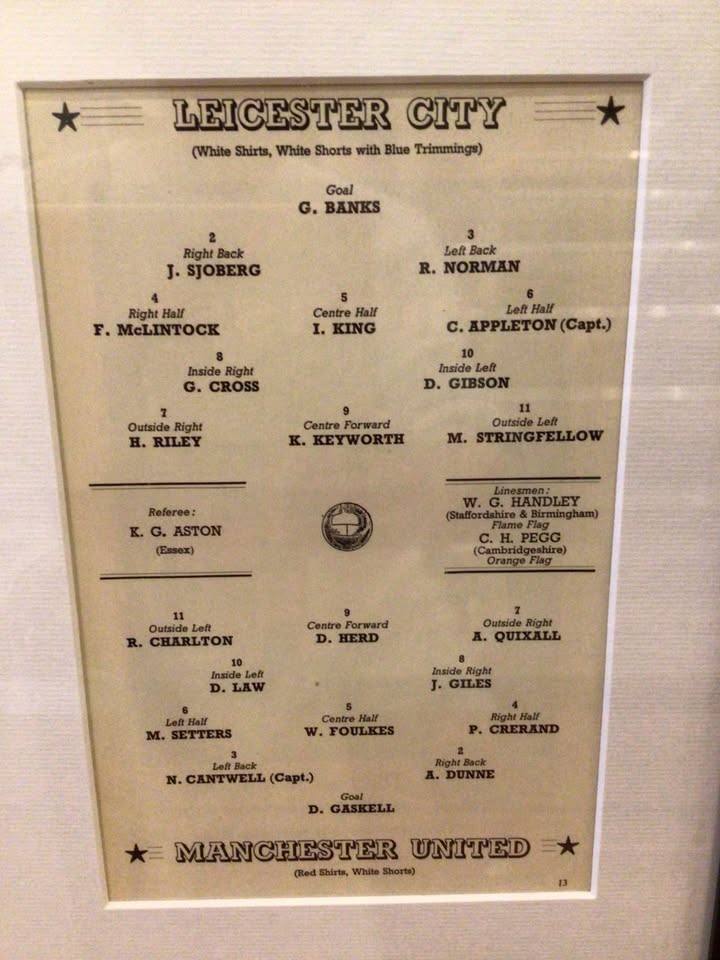 LEICESTER CITY
(White Shirts, White Shorts with Blue Trimmings)
Goal
G. BANKS
2
Right Back
J. SJOBERG
3
Left Back
R. NORMAN
4
Right Half
F. McLINTOCK
5
Centre Half
I. KING
6
Left Half
C. APPLETON (Capt.)
8
Inside Right
G. CROSS
10
Inside Left
D. GIBSON
7
Outside Right
H. RILEY
9
Centre Forward
K. KEYWORTH
11
Outside Left
M. STRINGFELLOW
Referee:
K. G. ASTON
(Essex)
Linesmen:
W. G. HANDLEY
(Staffordshire & Birmingham)
Flame Flag
C. H. PEGG
(Cambridgeshire)
Orange Flag
11
Outside Left
R. CHARLTON
9
Centre Forward
D. HERD
7
Outside Right
A. QUIXALL
10
Inside Left
D. LAW
8
Inside Right
J. GILES
6
Left Half
M. SETTERS
5
Centre Half
W. FOULKES
4
Right Half
P. CRERAND
3
Left Back
N. CANTWELL (Capt.)
2
Right Back
A. DUNNE
Goal
D. GASKELL
MANCHESTER UNITED
(Red Shirts, White Shorts)
13